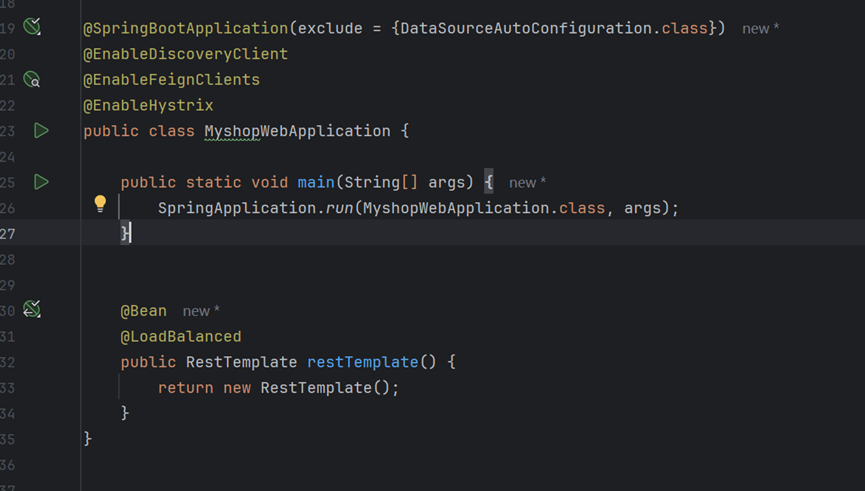 18
19 @SpringBootApplication(exclude = {DataSourceAutoConfiguration.class}) new *
20 @EnableDiscoveryClient
21 @EnableFeignClients
22 @EnableHystrix
23 public class MyshopWebApplication {
24
25 public static void main(String[] args) { new *
26 SpringApplication.run(MyshopWebApplication.class, args);
27 }
28
29
30 @Bean new *
31 @LoadBalanced
32 public RestTemplate restTemplate() {
33 return new RestTemplate();
34 }
35 }
36
37